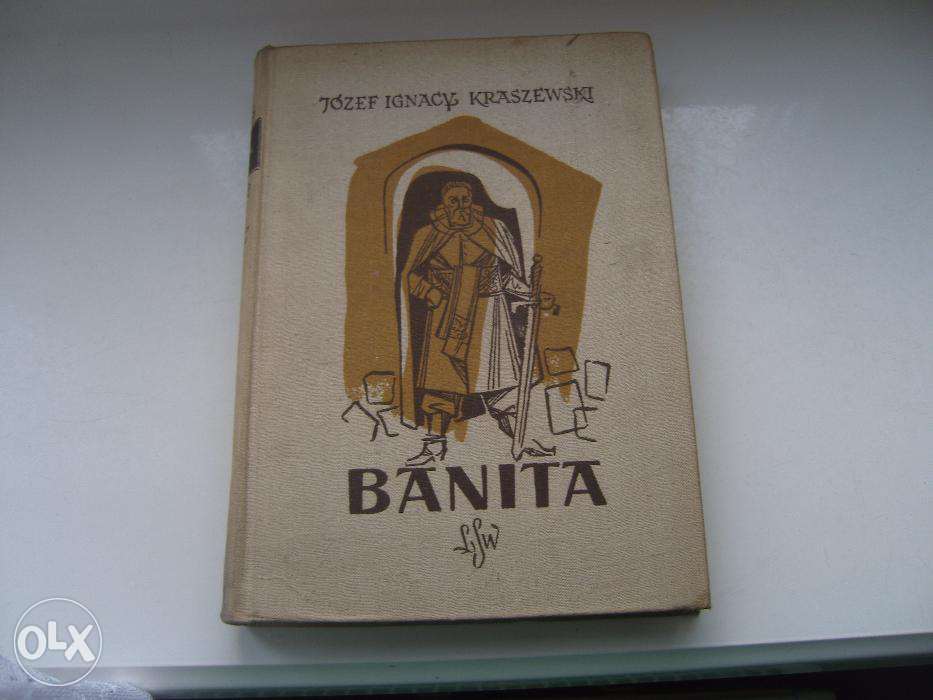 JÓZEF IGNACY KRASZEWSKI
BANITA
LSW
OLX